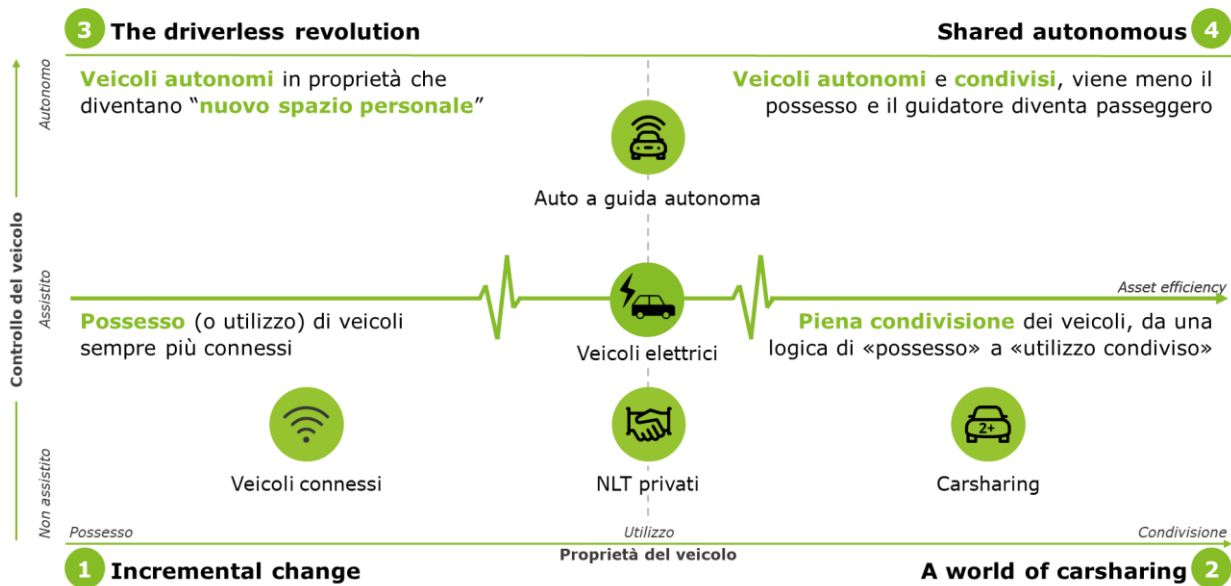 3 The driverless revolution
Shared autonomous 4
Veicoli autonomi in proprietà che
diventano “nuovo spazio personale”
Veicoli autonomi e condivisi, viene meno il
possesso e il guidatore diventa passeggero
Auto a guida autonoma
Controllo del veicolo
Autonomo
Assistito
Non assistito
Asset efficiency
Possesso (o utilizzo) di veicoli
sempre più connessi
Veicoli elettrici
Piena condivisione dei veicoli, da una
logica di «possesso» a «utilizzo condiviso»
2+
Veicoli connessi
NLT privati
Carsharing
Possesso
Utilizzo
Condivisione
Proprietà del veicolo
1 Incremental change
A world of carsharing 2